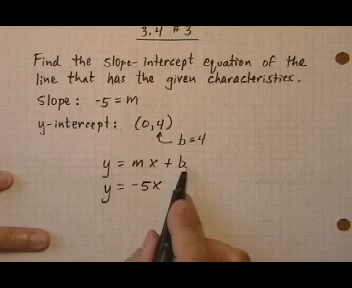 3.4 #3
Find the slope-intercept equation of the
line that has the given characteristics.
slope: -5 = m
y-intercept: (0,4)
b = 4
y = mx + b
y = -5x